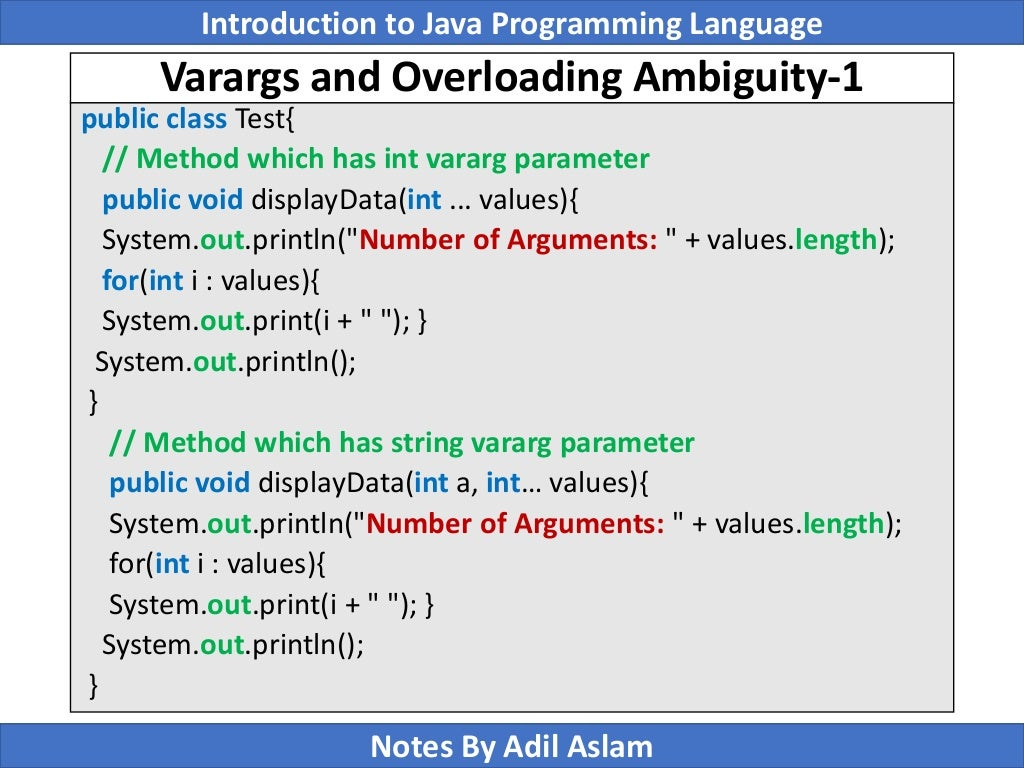 Introduction to Java Programming Language
Varargs and Overloading Ambiguity-1
public class Test{
// Method which has int vararg parameter
public void displayData(int ... values){
System.out.println("Number of Arguments: " + values.length);
for(int i : values){
System.out.print(i + " "); }
System.out.println();
}
// Method which has string vararg parameter
public void displayData(int a, int… values){
System.out.println("Number of Arguments: " + values.length);
for(int i : values){
System.out.print(i + " "); }
System.out.println();
}
Notes By Adil Aslam